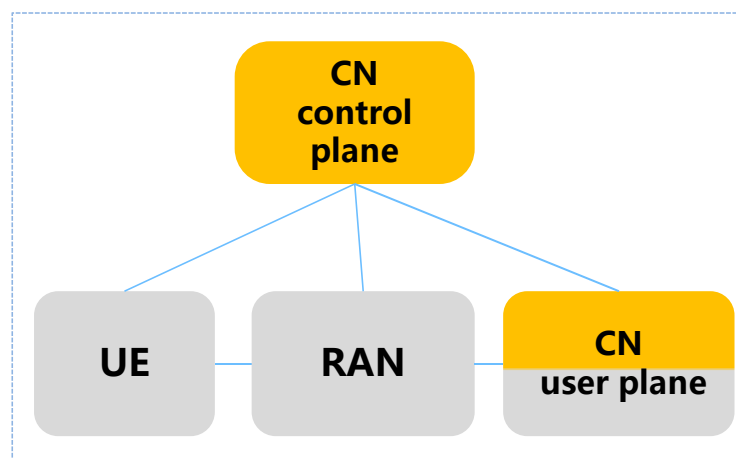 CN
control
plane
UE
RAN
CN
user plane